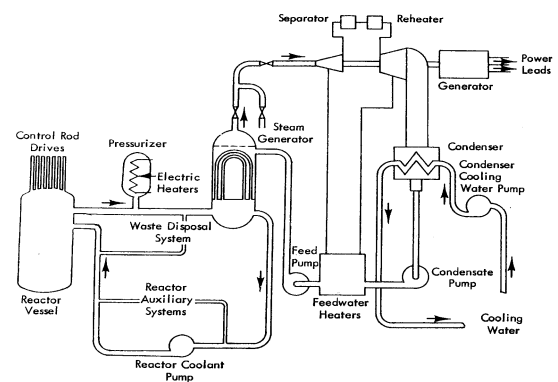 Separator
Reheater
Power
Leads
Generator
Steam
Generator
Control Rod
Drives
Pressurizer
Electric
Heaters
Condenser
Condenser
Cooling
Water Pump
Waste Disposal
System
Feed
Pump
Condensate
Pump
Reactor
Vessel
Reactor
Auxiliary
Systems
Feedwater
Heaters
Cooling
Water
Reactor Coolant
Pump